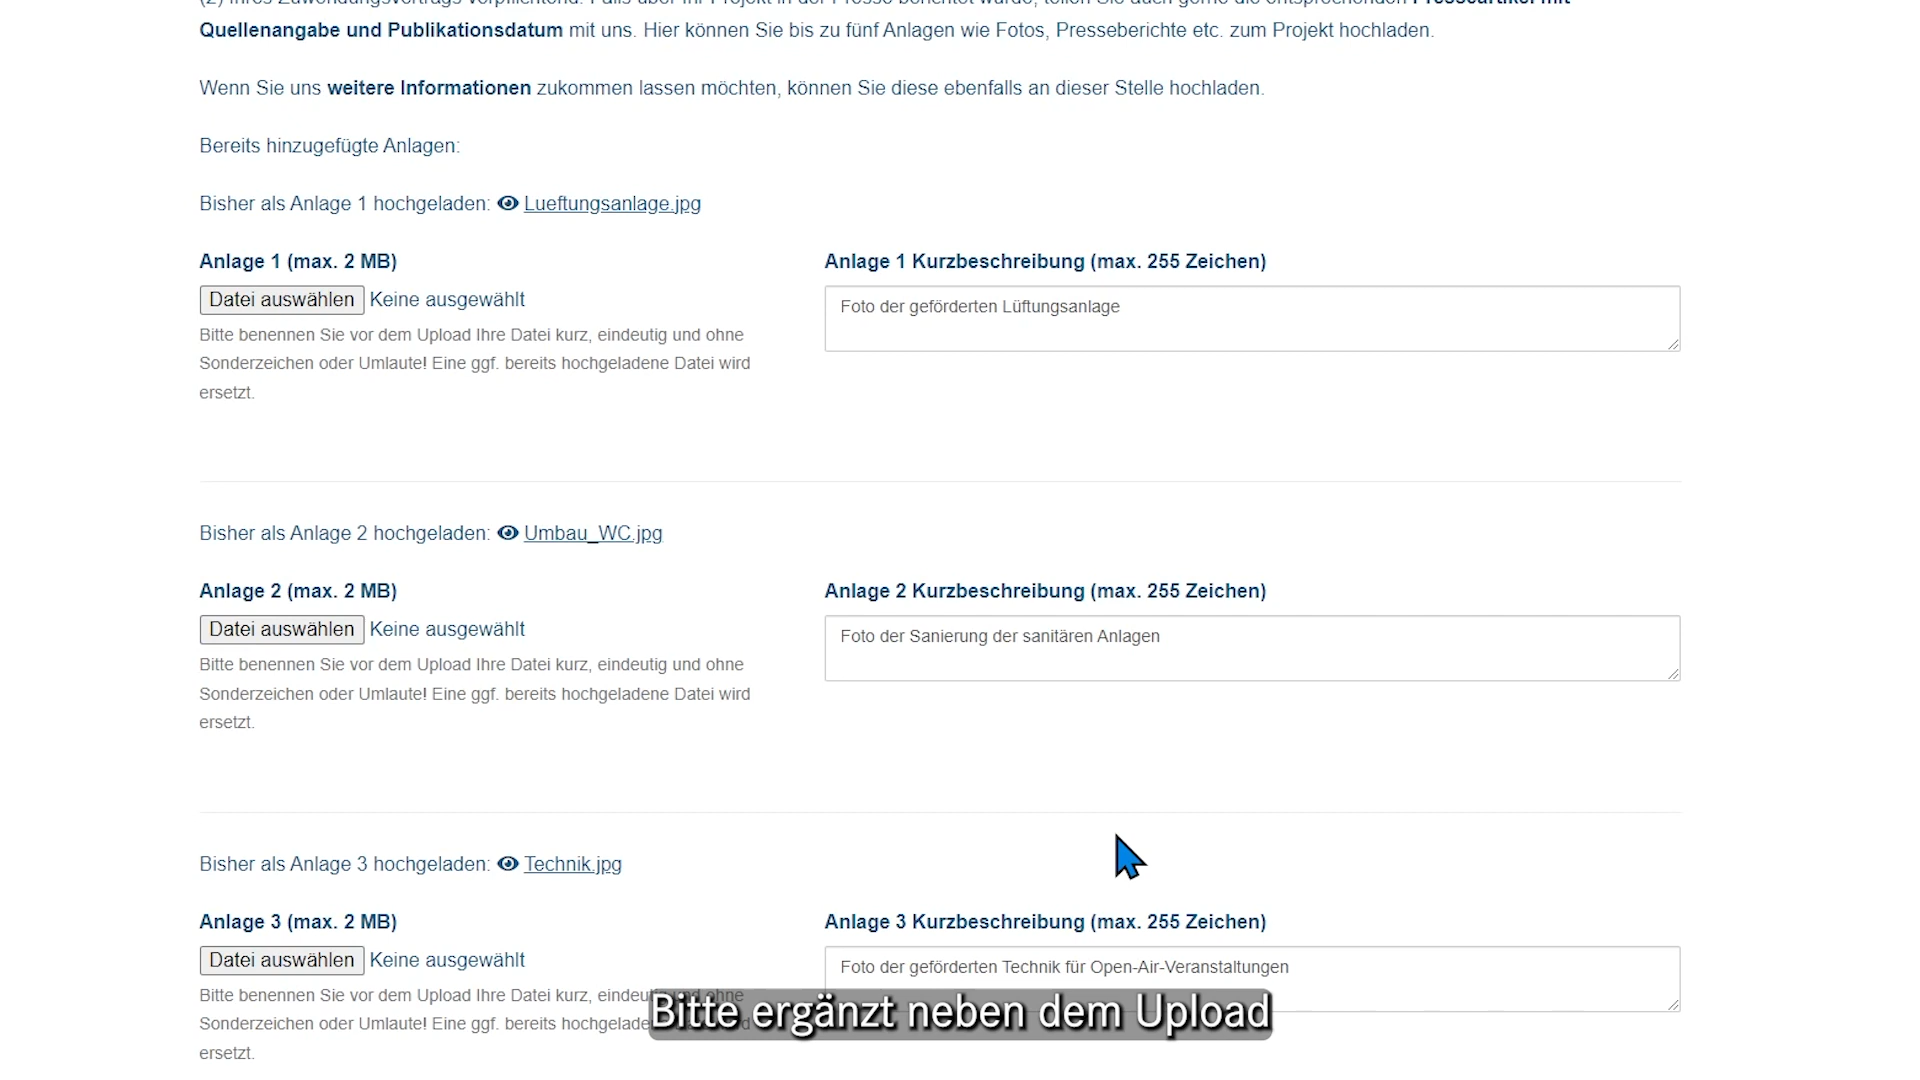 Quellenangabe und Publikationsdatum mit uns. Hier können Sie bis zu fünf Anlagen wie Fotos, Presseberichte etc. zum Projekt hochladen.
Wenn Sie uns weitere Informationen zukommen lassen möchten, können Sie diese ebenfalls an dieser Stelle hochladen.
Bereits hinzugefügte Anlagen:
Bisher als Anlage 1 hochgeladen: Lueftungsanlage.jpg
Anlage 1 (max. 2 MB)
Datei auswählen Keine ausgewählt
Bitte benennen Sie vor dem Upload Ihre Datei kurz, eindeutig und ohne
Sonderzeichen oder Umlaute! Eine ggf. bereits hochgeladene Datei wird
ersetzt.
Anlage 1 Kurzbeschreibung (max. 255 Zeichen)
Foto der geförderten Lüftungsanlage
Bisher als Anlage 2 hochgeladen: Umbau_WC.jpg
Anlage 2 (max. 2 MB)
Datei auswählen Keine ausgewählt
Bitte benennen Sie vor dem Upload Ihre Datei kurz, eindeutig und ohne
Sonderzeichen oder Umlaute! Eine ggf. bereits hochgeladene Datei wird
ersetzt.
Anlage 2 Kurzbeschreibung (max. 255 Zeichen)
Foto der Sanierung der sanitären Anlagen
Bisher als Anlage 3 hochgeladen: Technik.jpg
Anlage 3 (max. 2 MB)
Datei auswählen Keine ausgewählt
Bitte benennen Sie vor dem Upload Ihre Datei kurz, ohne
Sonderzeichen oder Umlaute! Eine ggf. bereits
ersetzt.
Anlage 3 Kurzbeschreibung (max. 255 Zeichen)
Foto der geförderten Technik für Open-Air-Veranstaltungen
Bitte ergänzt neben dem Upload